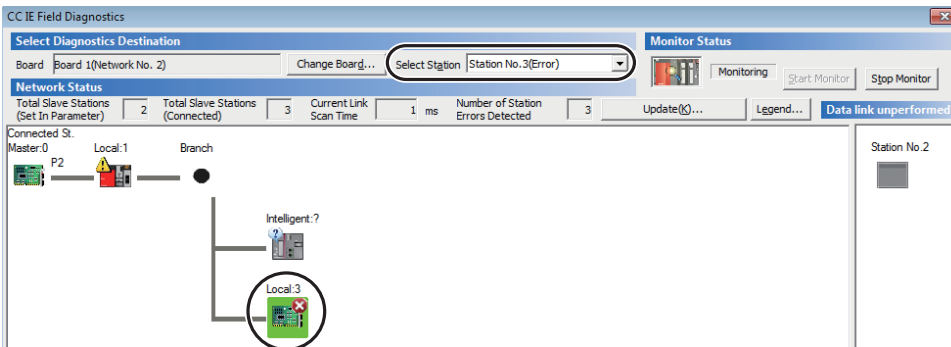 CC IE Field Diagnostics
Select Diagnostics Destination
Monitor Status
Board Board 1(Network No. 2) Change Board... Select Station Station No.3(Error)
Monitoring Start Monitor Stop Monitor
Network Status
Total Slave Stations (Set In Parameter) 2 Total Slave Stations (Connected) 3 Current Link Scan Time 1 ms Number of Station Errors Detected 3 Update(K)... Legend... Data link unperformed
Connected St.
Master:0 Local:1 Branch Station No.2
P2
Intelligent:?
?
Local:3